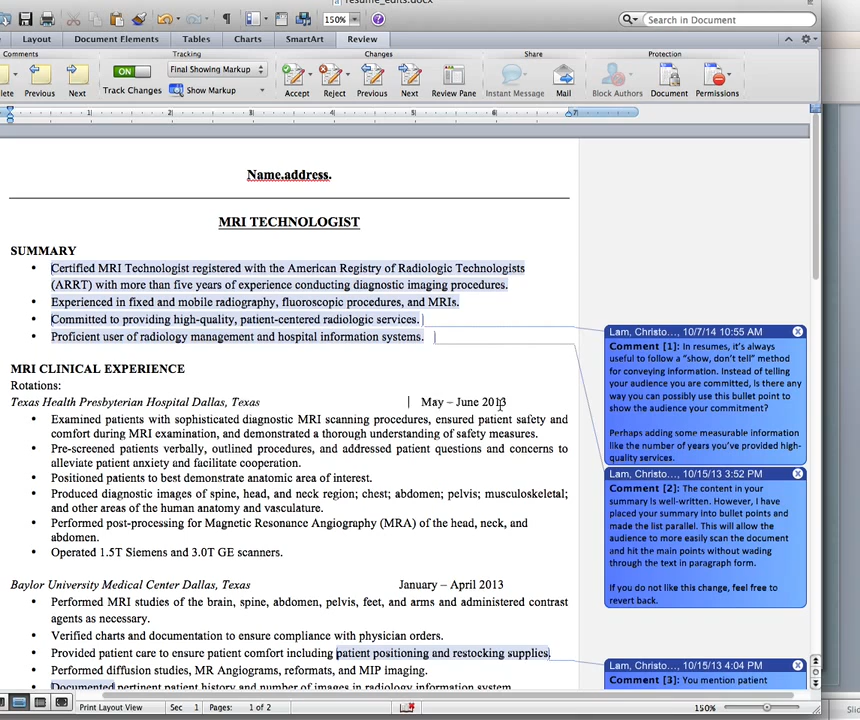 resume_edits.docx
150%
Search in Document
Layout
Document Elements
Tables
Charts
SmartArt
Review
Comments
Tracking
Changes
Share
Protection
ON
Final Showing Markup
Show Markup
Previous
Next
Track Changes
Accept
Reject
Previous
Next
Review Pane
Instant Message
Mail
Block Authors
Document
Permissions
1
2
3
4
5
6
7
Name.address.
MRI TECHNOLOGIST
SUMMARY
• Certified MRI Technologist registered with the American Registry of Radiologic Technologists
(ARRT) with more than five years of experience conducting diagnostic imaging procedures.
• Experienced in fixed and mobile radiography, fluoroscopic procedures, and MRIs.
• Committed to providing high-quality, patient-centered radiologic services.
• Proficient user of radiology management and hospital information systems.
MRI CLINICAL EXPERIENCE
Rotations:
Texas Health Presbyterian Hospital Dallas, Texas May – June 2013
• Examined patients with sophisticated diagnostic MRI scanning procedures, ensured patient safety and
comfort during MRI examination, and demonstrated a thorough understanding of safety measures.
• Pre-screened patients verbally, outlined procedures, and addressed patient questions and concerns to
alleviate patient anxiety and facilitate cooperation.
• Positioned patients to best demonstrate anatomic area of interest.
• Produced diagnostic images of spine, head, and neck region; chest; abdomen; pelvis; musculoskeletal;
and other areas of the human anatomy and vasculature.
• Performed post-processing for Magnetic Resonance Angiography (MRA) of the head, neck, and
abdomen.
• Operated 1.5T Siemens and 3.0T GE scanners.
Baylor University Medical Center Dallas, Texas January – April 2013
• Performed MRI studies of the brain, spine, abdomen, pelvis, feet, and arms and administered contrast
agents as necessary.
• Verified charts and documentation to ensure compliance with physician orders.
• Provided patient care to ensure patient comfort including patient positioning and restocking supplies.
• Performed diffusion studies, MR Angiograms, reformats, and MIP imaging.
• Documented pertinent patient history and number of images in radiology information system
Lam, Christo..., 10/7/14 10:55 AM
Comment [1]: In resumes, it's always
useful to follow a "show, don't tell" method
for conveying information. Instead of telling
your audience you are committed, is there any
way you can possibly use this bullet point to
show the audience your commitment?
Perhaps adding some measurable information
like the number of years you've provided high-
quality services.
Lam, Christo..., 10/15/13 3:52 PM
Comment [2]: The content in your
summary is well-written. However, I have
placed your summary into bullet points and
made the list parallel. This will allow the
audience to more easily scan the document
and hit the main points without wading
through the text in paragraph form.
If you do not like this change, feel free to
revert back.
Lam, Christo..., 10/15/13 4:04 PM
Comment [3]: You mention patient
Print Layout View
Sec 1
Pages: 1 of 2
150%